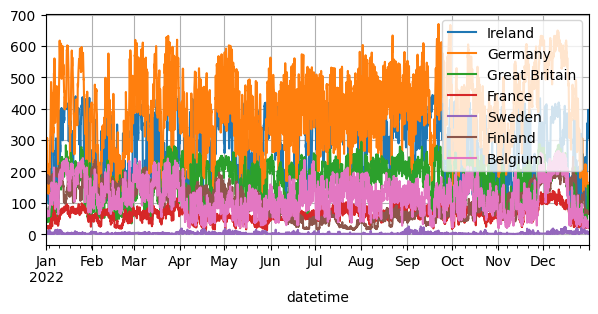 700
600
500
400
300
200
100
0
Ireland
Germany
Great Britain
France
Sweden
Finland
Belgium
Jan Feb Mar Apr May Jun Jul Aug Sep Oct Nov Dec
2022
datetime